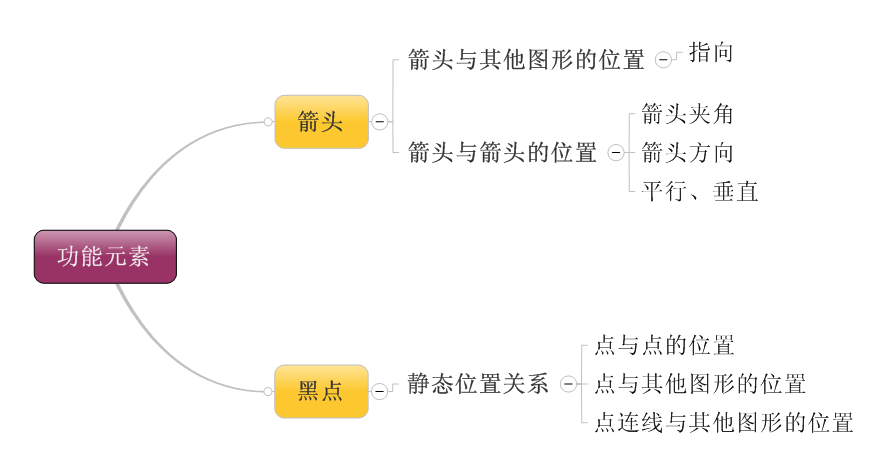 功能元素
箭头
箭头与其他图形的位置
指向
箭头与箭头的位置
箭头夹角
箭头方向
平行、垂直
黑点
静态位置关系
点与点的位置
点与其他图形的位置
点连线与其他图形的位置